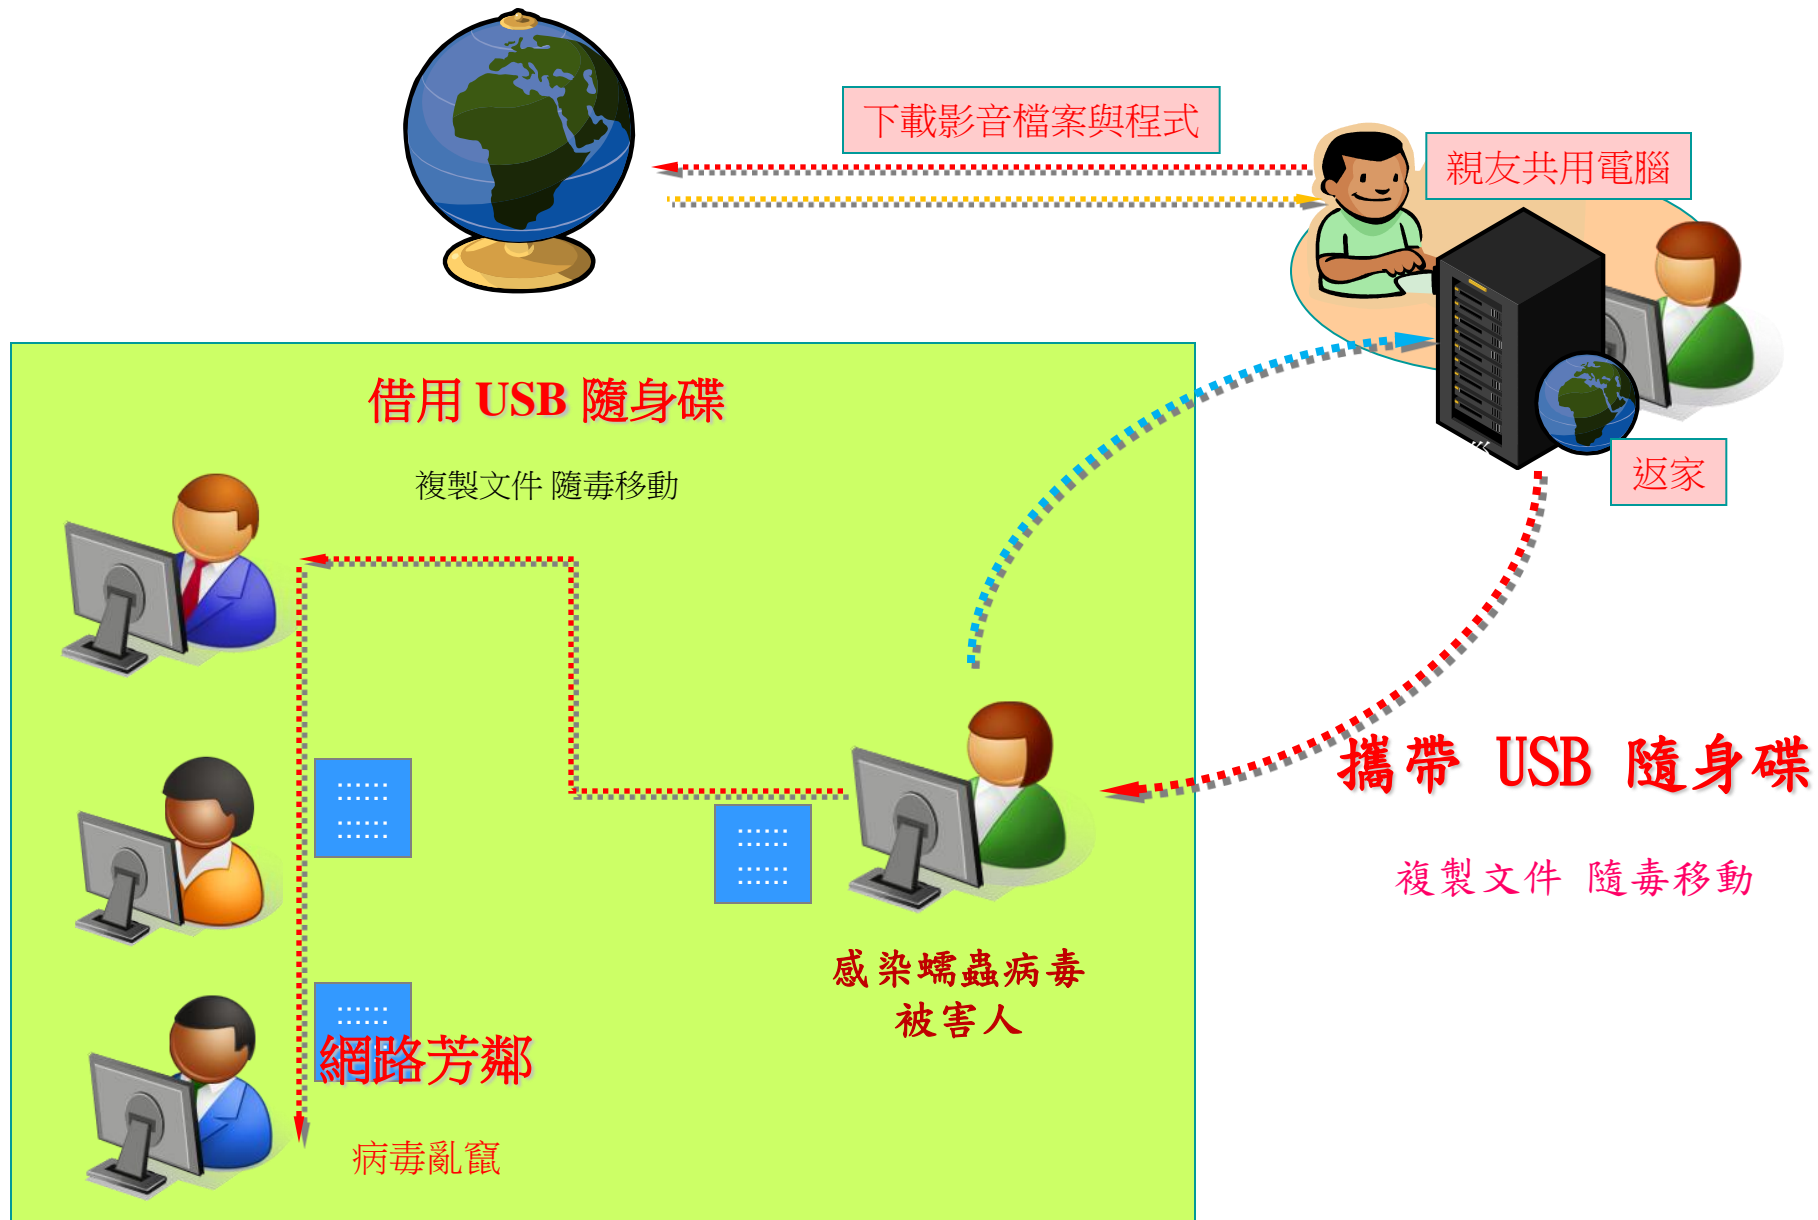 下載影音檔案與程式
親友共用電腦
返家
借用 USB 隨身碟
複製文件 隨毒移動
攜帶 USB 隨身碟
複製文件 隨毒移動
感染蠕蟲病毒
被害人
網路芳鄰
病毒亂竄